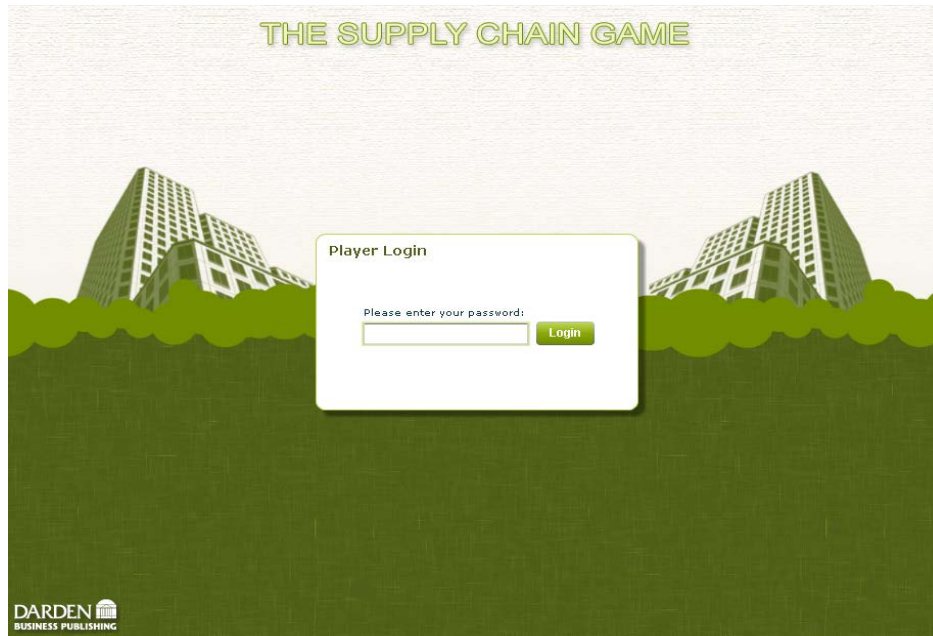 THE SUPPLY CHAIN GAME
Player Login
Please enter your password:
Login
DARDEN
BUSINESS PUBLISHING